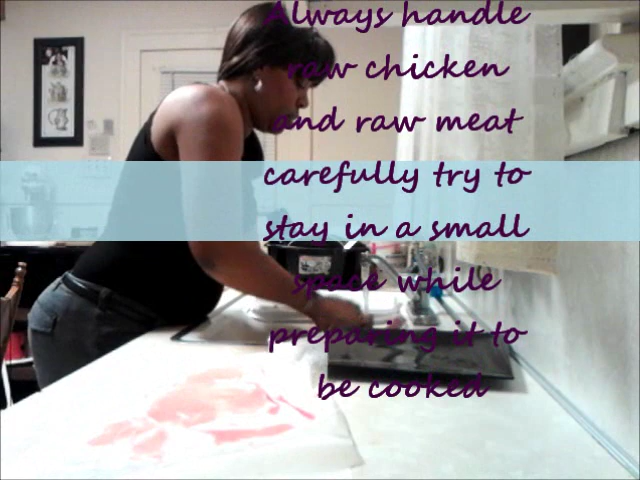 Always handle
raw chicken
and raw meat
carefully try to
stay in a small
space while
preparing it to
be cooked